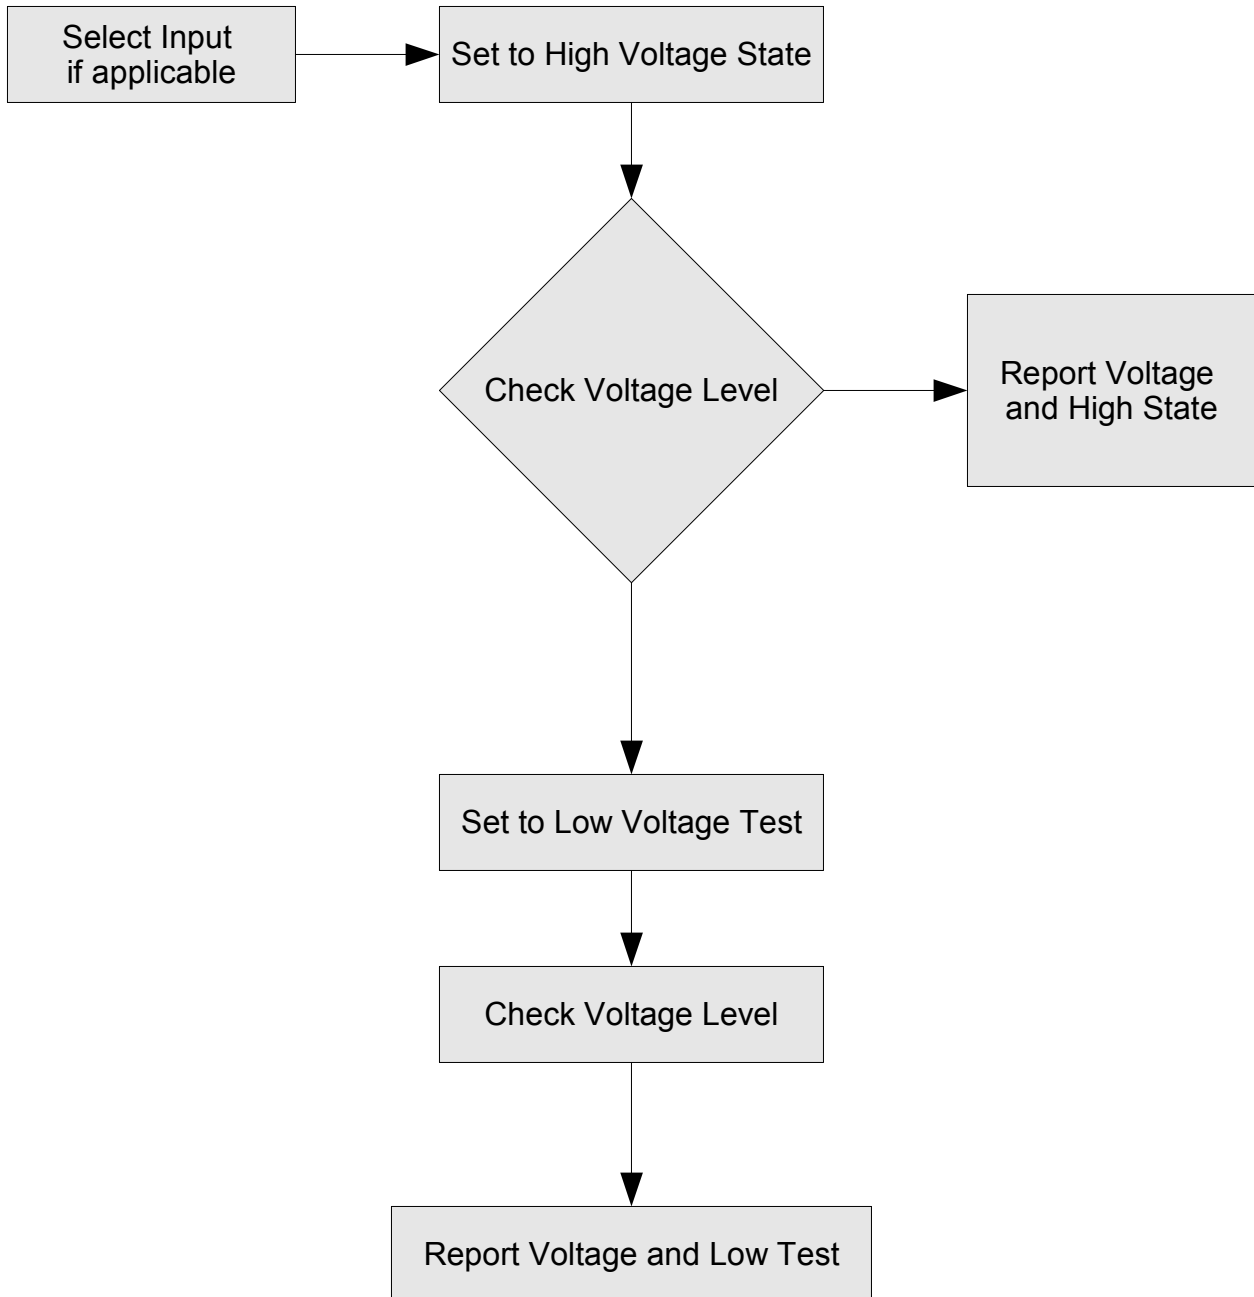 Select Input
if applicable
Set to High Voltage State
Check Voltage Level
Report Voltage
and High State
Set to Low Voltage Test
Check Voltage Level
Report Voltage and Low Test